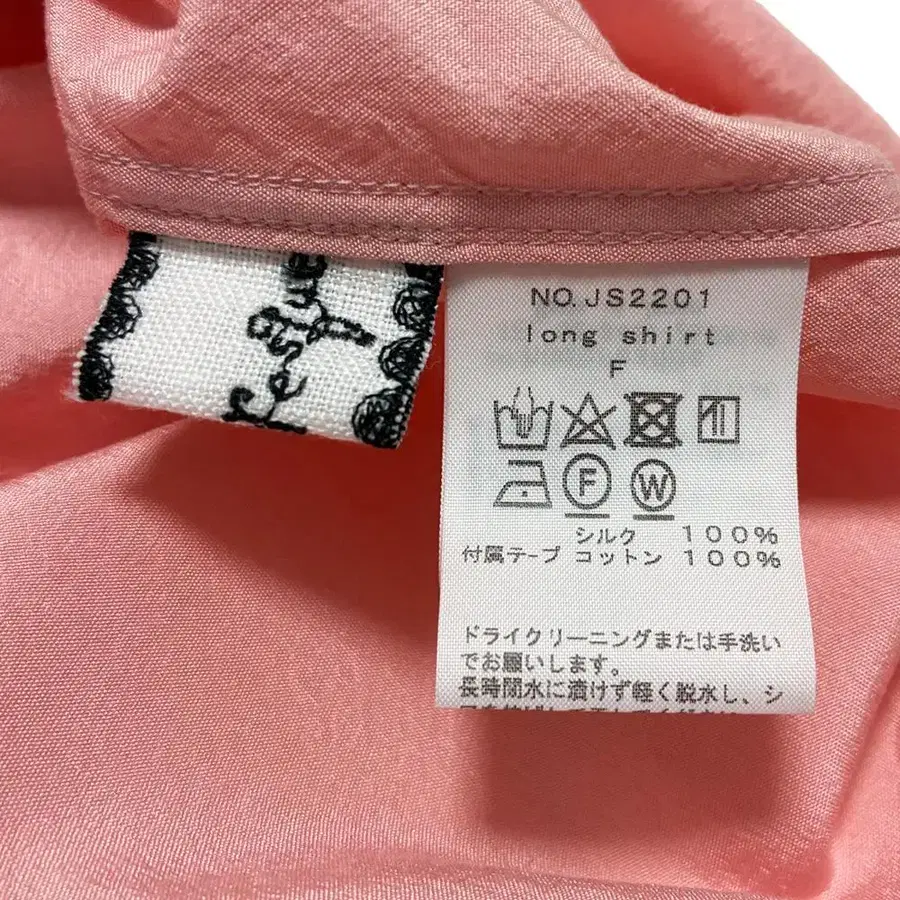 NO.JS2201
long shirt
F
F W
シルク 100%
付属テープ コットン 100%
ドライクリーニングまたは手洗い
でお願いします。
長時間水に漬けず軽く脱水し、シ